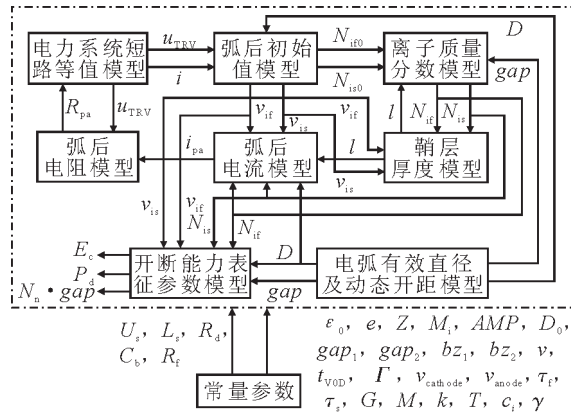 电力系统短
路等值模型
u_TRV
i
弧后初始
值模型
N_if0
N_is0
离子质量
分数模型
D
gap
R_pa
u_TRV
v_if
v_is
v_if
l
N_if
N_is
弧后
电阻模型
i_pa
弧后
电流模型
l
鞘层
厚度模型
v_is
v_is
v_if
N_is
N_if
E_c
P_d
N_n · gap
开断能力表
征参数模型
D
gap
电弧有效直径
及动态开距模型
U_s, L_s, R_d,
C_b, R_f
常量参数
ε_0, e, Z, M_i, AMP, D_0,
gap_1, gap_2, bz_1, bz_2, v,
t_VOD, Γ, v_cathode, v_anode, τ_f,
τ_s, G, M, k, T, c_i, γ